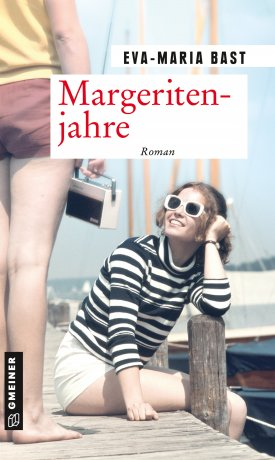 EVA-MARIA BAST
Margeriten-
jahre
Roman
GMEINER